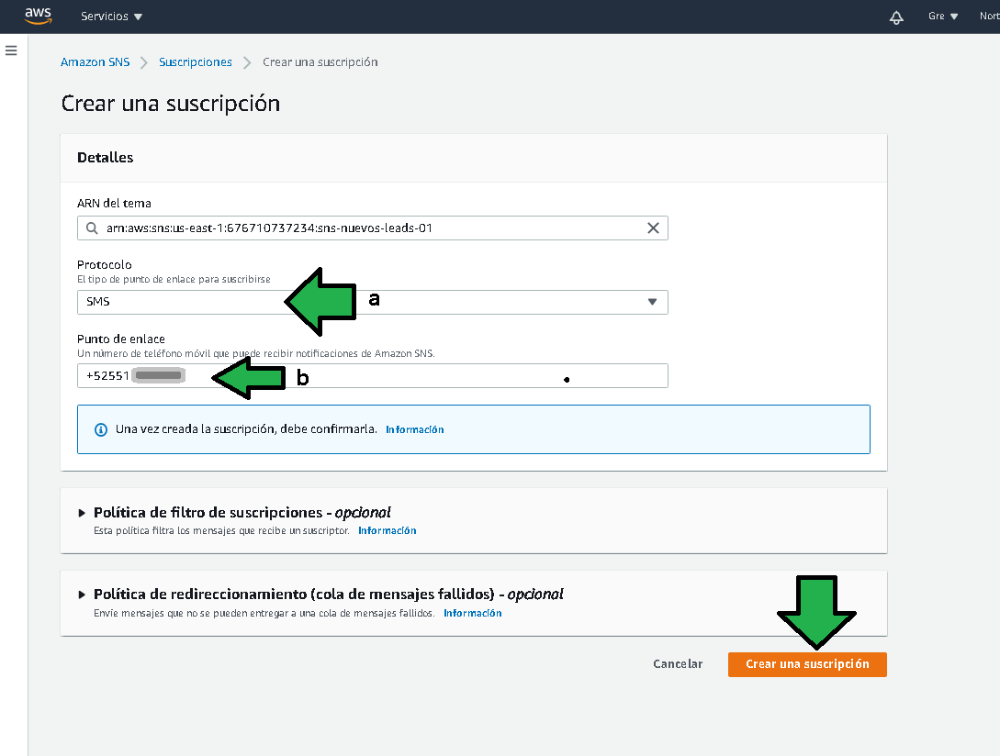 aws Servicios Gre Nort
Amazon SNS Suscripciones Crear una suscripción
Crear una suscripción
Detalles
ARN del tema
arn:aws:sns:us-east-1:676710737234:sns-nuevos-leads-01
Protocolo
El tipo de punto de enlace para suscribirse
SMS a
Punto de enlace
Un número de teléfono móvil que puede recibir notificaciones de Amazon SNS.
+52551 b
Una vez creada la suscripción, debe confirmarla. Información
Política de filtro de suscripciones - opcional
Esta política filtra los mensajes que recibe un suscriptor. Información
Política de redireccionamiento (cola de mensajes fallidos) - opcional
Envíe mensajes que no se pueden entregar a una cola de mensajes fallidos. Información
Cancelar Crear una suscripción